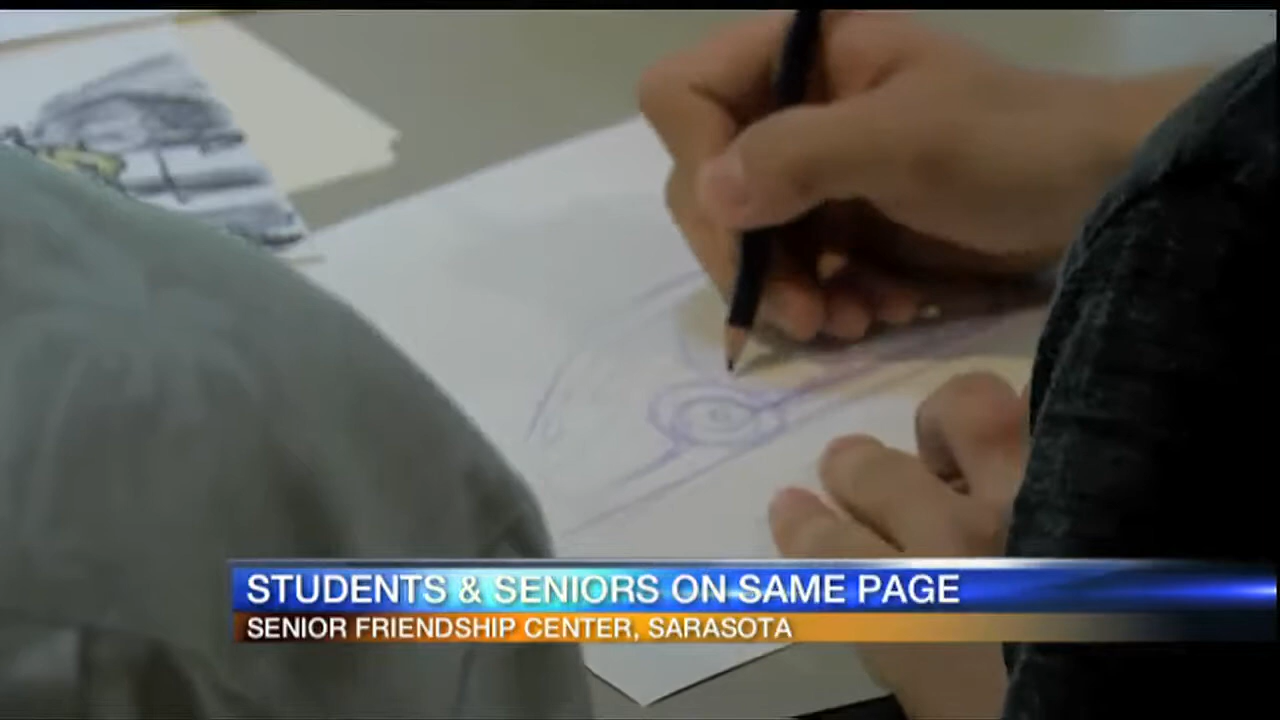 STUDENTS & SENIORS ON SAME PAGE
SENIOR FRIENDSHIP CENTER, SARASOTA